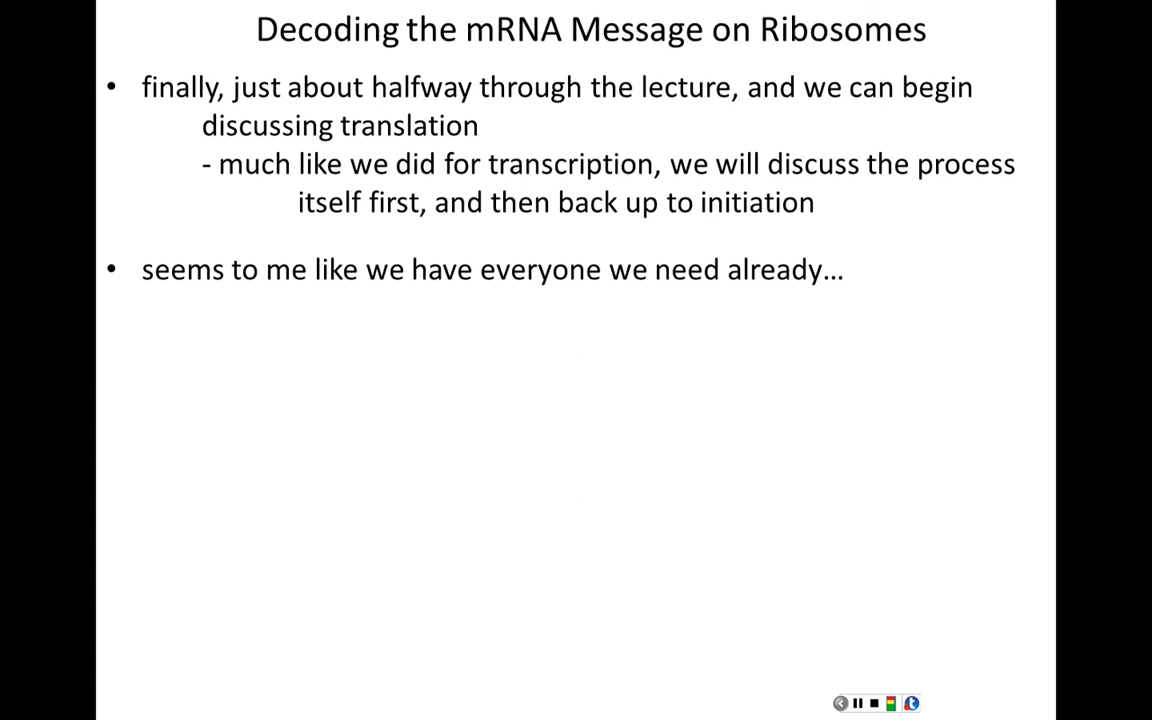 Decoding the mRNA Message on Ribosomes
• finally, just about halfway through the lecture, and we can begin
discussing translation
- much like we did for transcription, we will discuss the process
itself first, and then back up to initiation
• seems to me like we have everyone we need already...